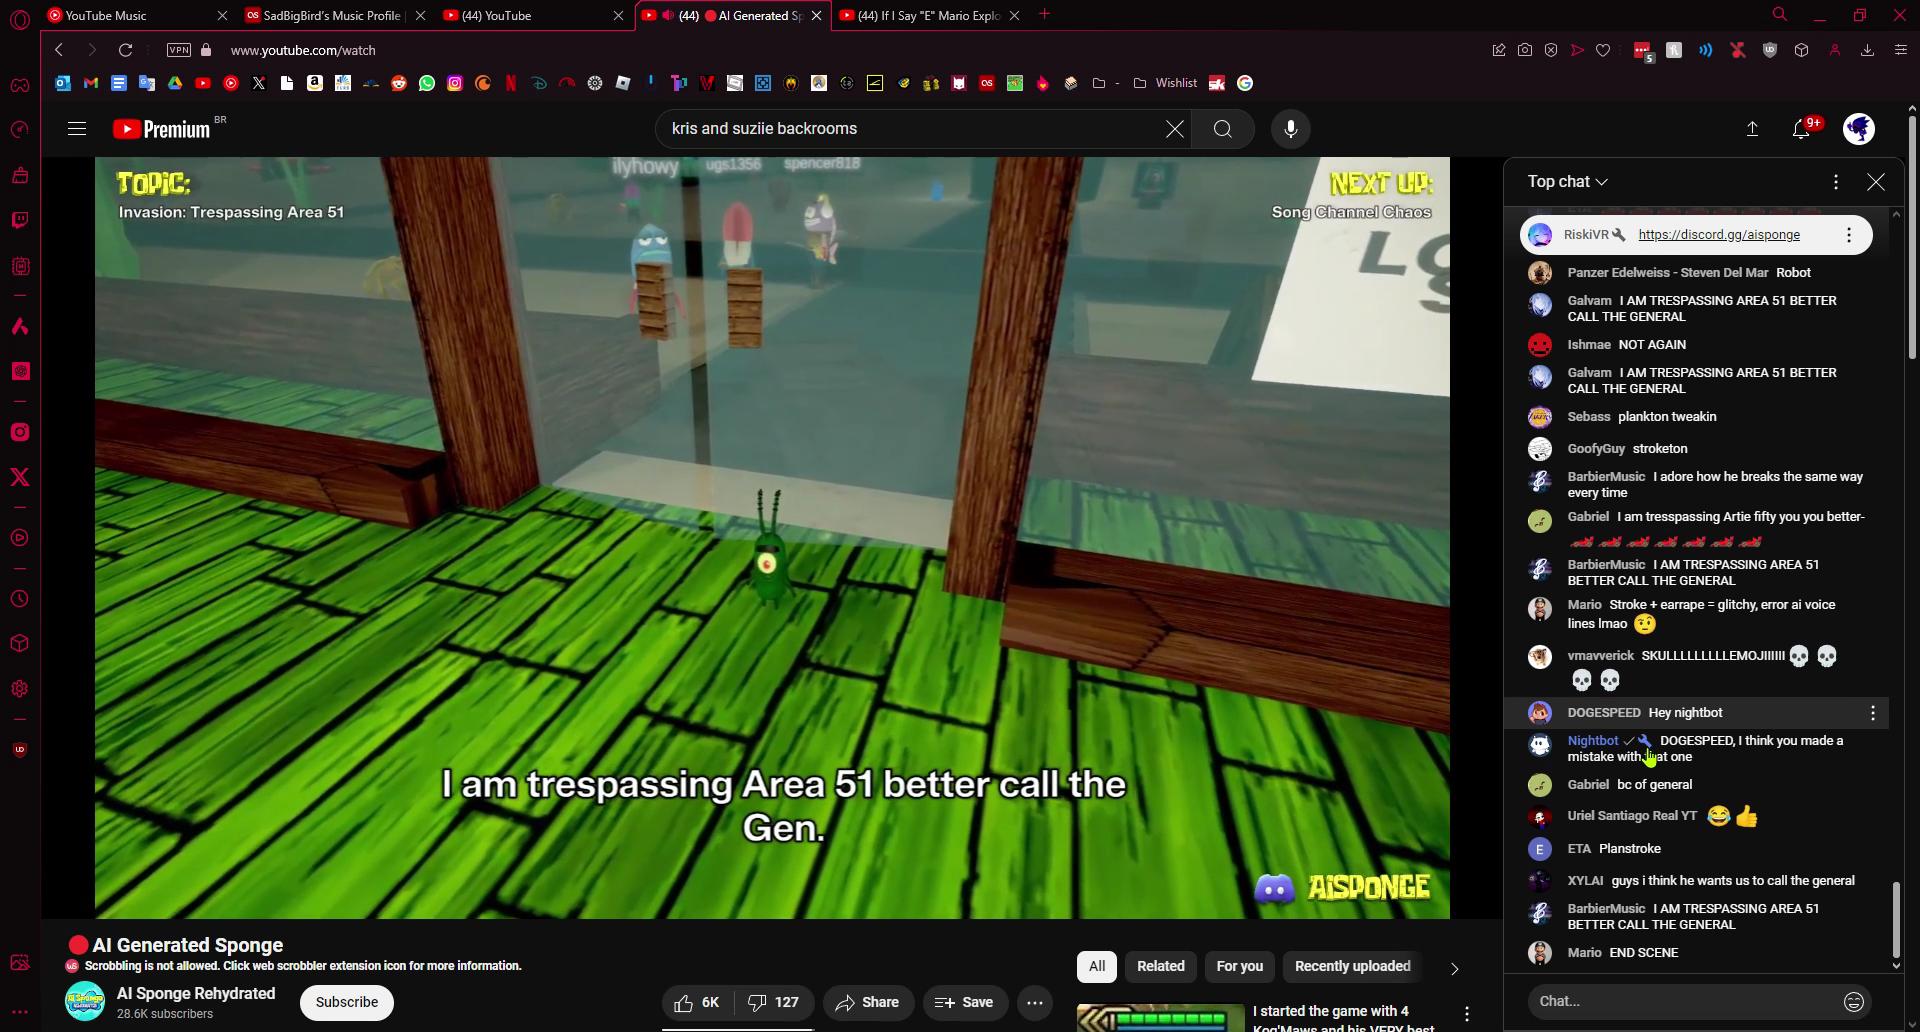 YouTube Music
SadBigBird's Music Profile
(44) YouTube
(44) 🔴 AI Generated Sp
(44) If I Say "E" Mario Explo
VPN
www.youtube.com/watch
5
Wishlist
Premium
BR
kris and suziie backrooms
9+
TOPIC:
Invasion: Trespassing Area 51
ilyhowy
ugs1356
spencer818
NEXT UP:
Song Channel Chaos
I am trespassing Area 51 better call the
Gen.
AISPONGE
Top chat
RiskiVR https://discord.gg/aisponge
Panzer Edelweiss - Steven Del Mar Robot
Galvam I AM TRESPASSING AREA 51 BETTER
CALL THE GENERAL
Ishmae NOT AGAIN
Galvam I AM TRESPASSING AREA 51 BETTER
CALL THE GENERAL
Sebass plankton tweakin
GoofyGuy stroketon
BarbierMusic I adore how he breaks the same way
every time
Gabriel I am tresspassing Artie fifty you you better-
BarbierMusic I AM TRESPASSING AREA 51
BETTER CALL THE GENERAL
Mario Stroke + earrape = glitchy, error ai voice
lines lmao 🤨
vmavverick SKULLLLLLLLLEMOJIIIIII 💀 💀
💀 💀
DOGESPEED Hey nightbot
Nightbot DOGESPEED, I think you made a
mistake with that one
Gabriel bc of general
Uriel Santiago Real YT 😂 👍
E
ETA Planstroke
XYLAI guys i think he wants us to call the general
BarbierMusic I AM TRESPASSING AREA 51
BETTER CALL THE GENERAL
Mario END SCENE
Chat...
🔴 AI Generated Sponge
Scrobbling is not allowed. Click web scrobbler extension icon for more information.
AI Sponge Rehydrated
28.6K subscribers
Subscribe
6K
127
Share
Save
All
Related
For you
Recently uploaded
I started the game with 4
Kog'Maws and his VERY best